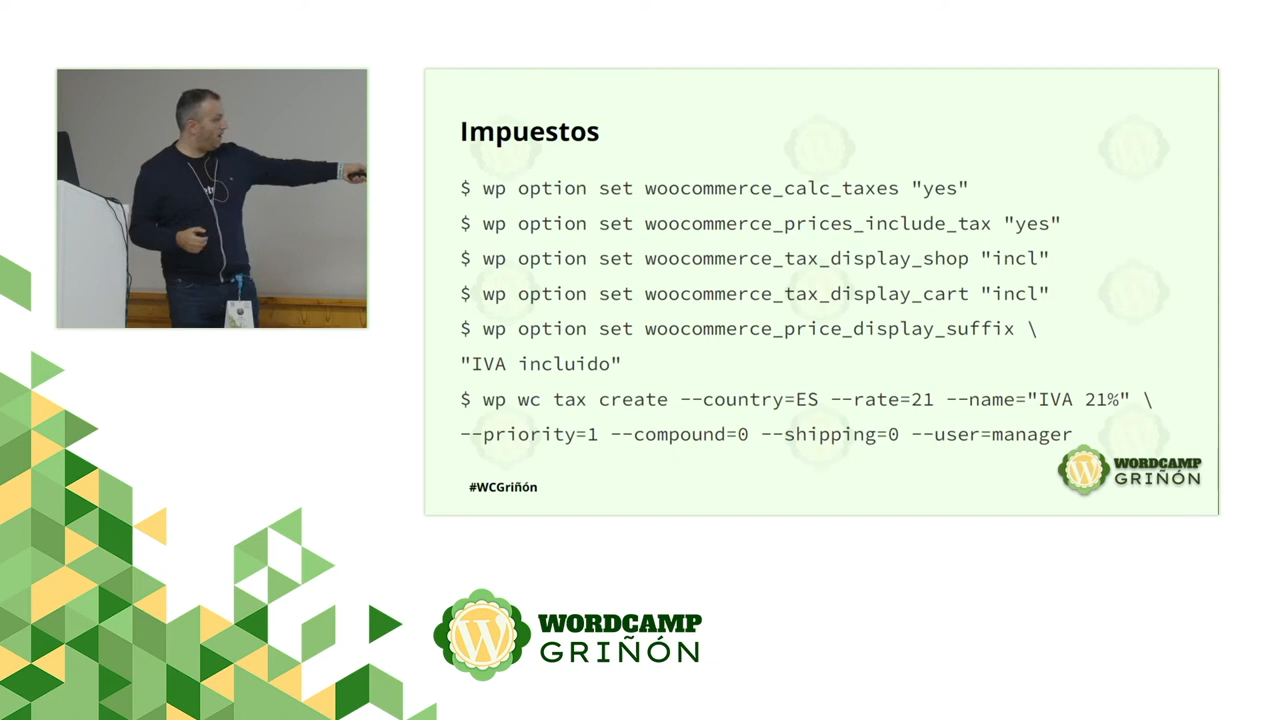 Impuestos
$ wp option set woocommerce_calc_taxes "yes"
$ wp option set woocommerce_prices_include_tax "yes"
$ wp option set woocommerce_tax_display_shop "incl"
$ wp option set woocommerce_tax_display_cart "incl"
$ wp option set woocommerce_price_display_suffix \
"IVA incluido"
$ wp wc tax create --country=ES --rate=21 --name="IVA 21%" \
--priority=1 --compound=0 --shipping=0 --user=manager
#WCGriñón
WORDCAMP
GRIÑÓN
WORDCAMP
GRIÑÓN